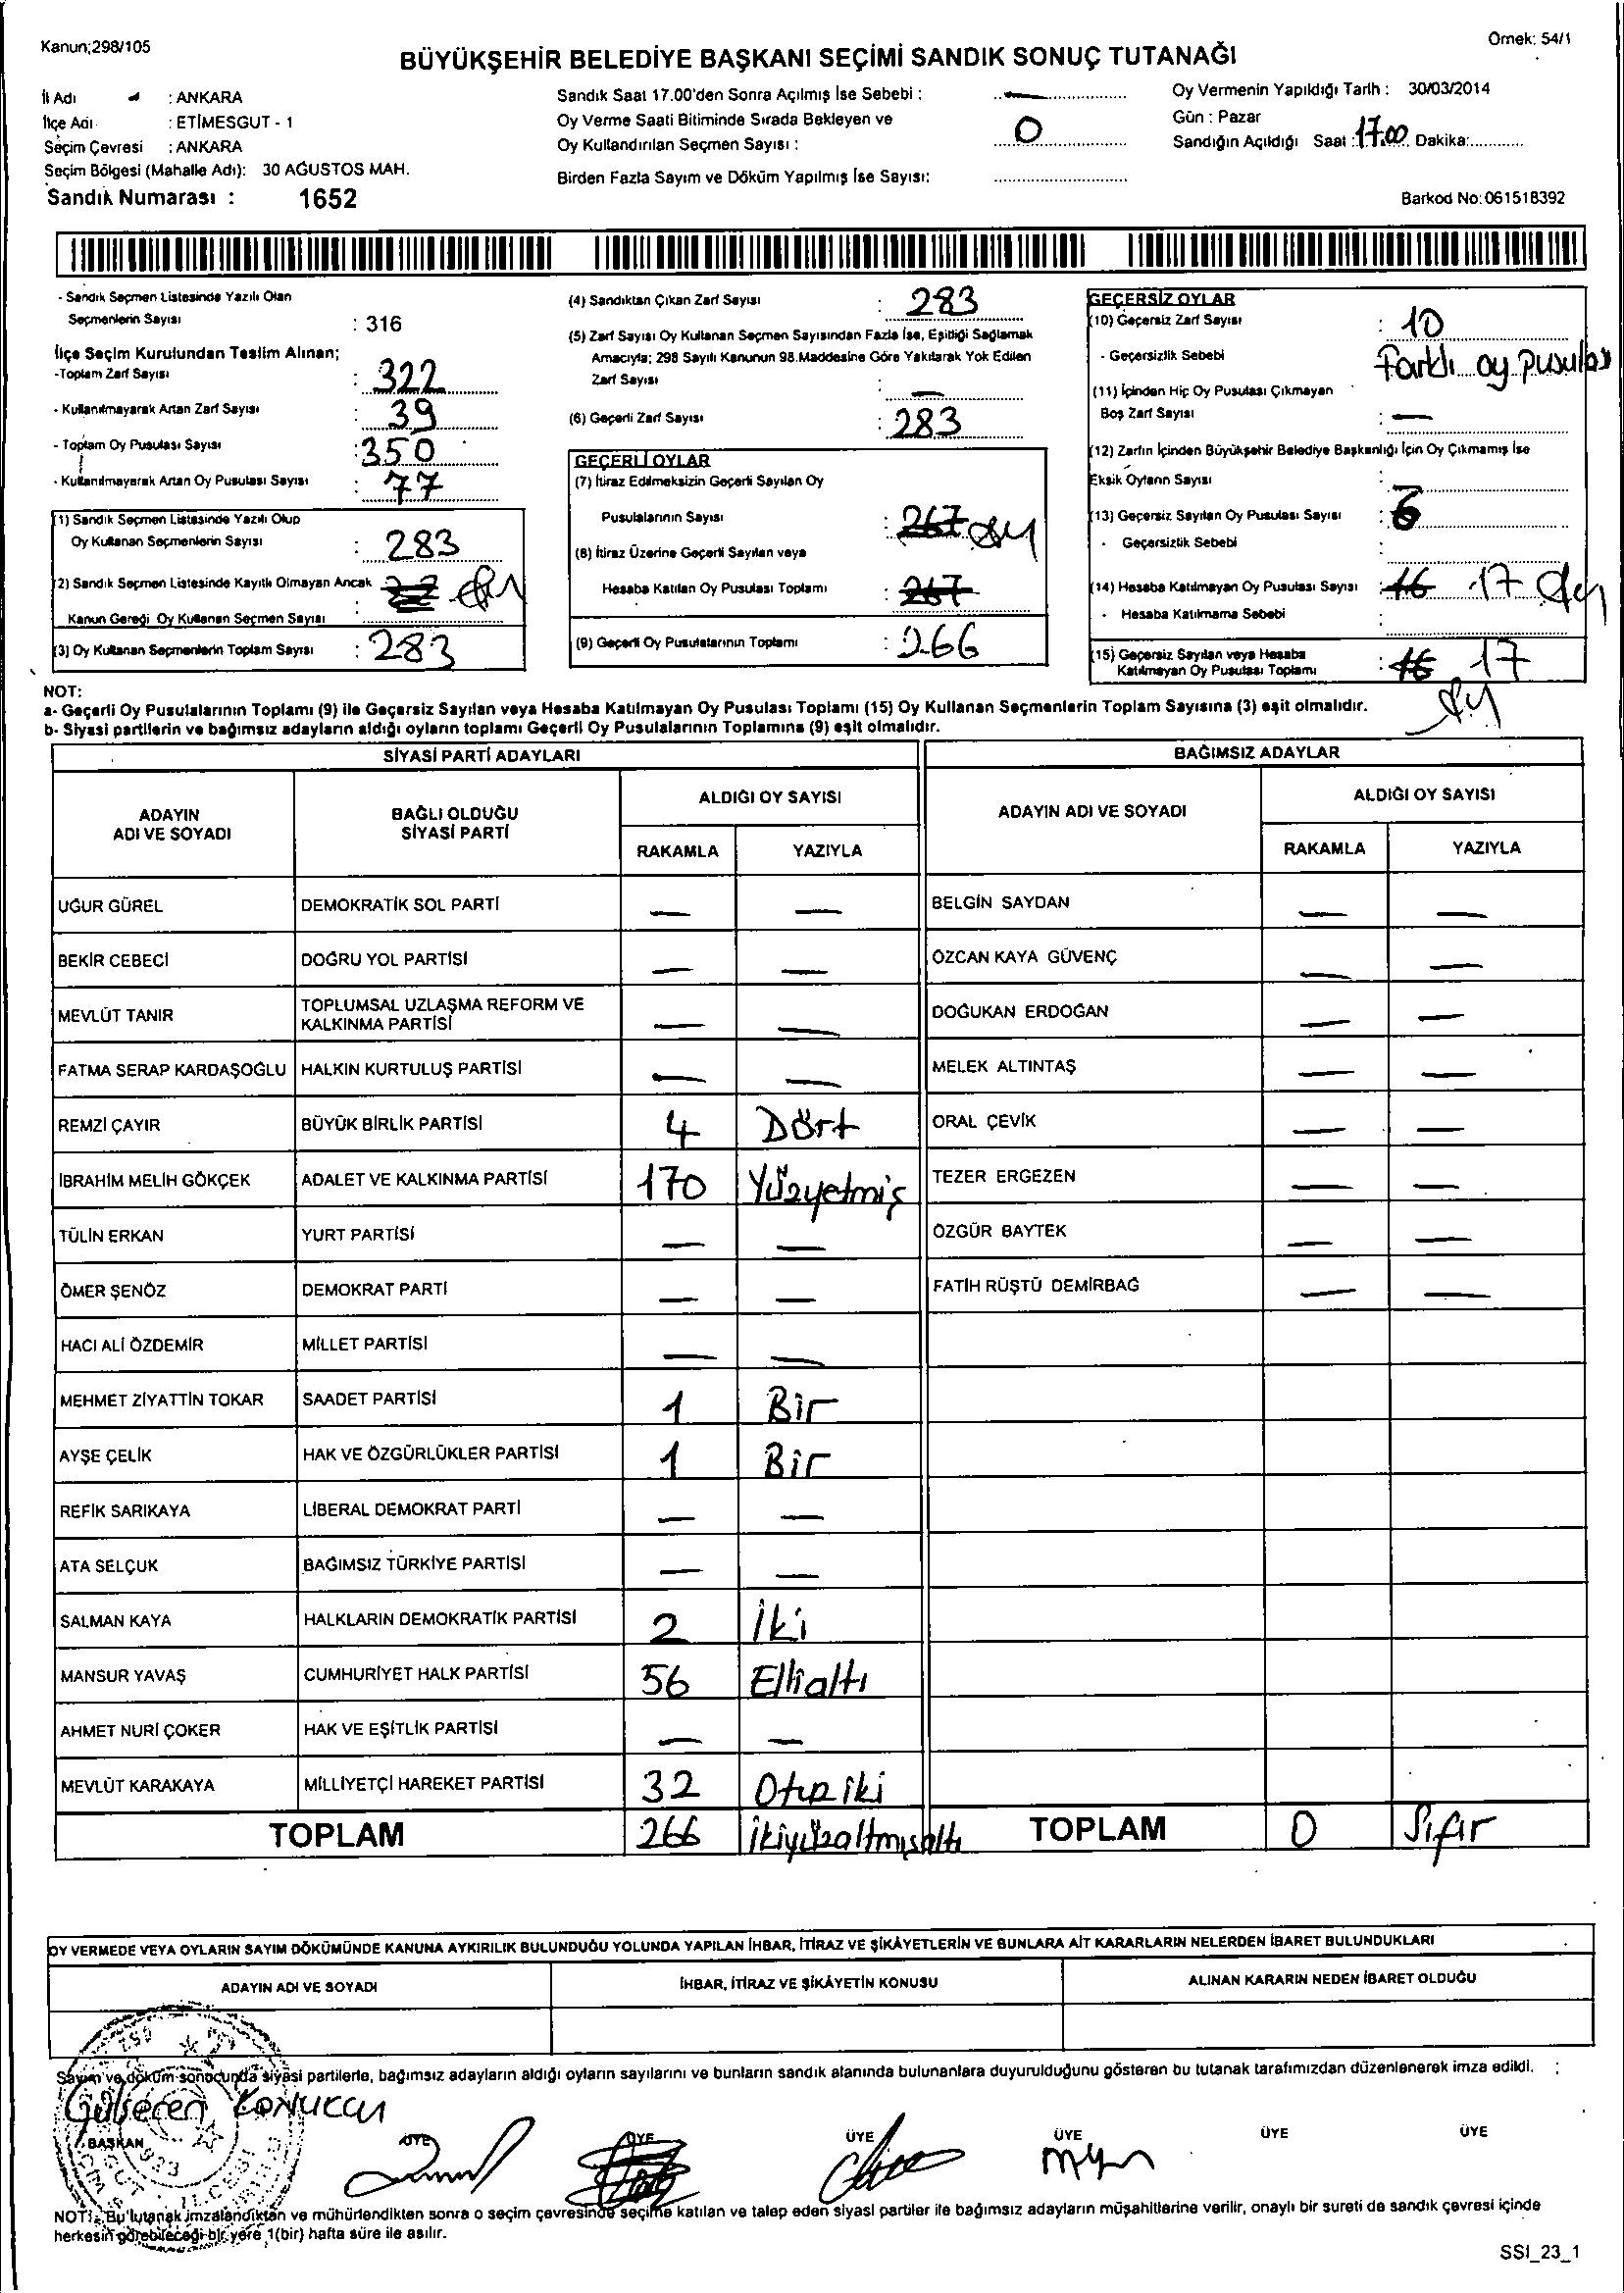 Kanun;298/105
Örnek: 54/1
BÜYÜKŞEHİR BELEDİYE BAŞKANI SEÇİMİ SANDIK SONUÇ TUTANAĞI
İl Adı : ANKARA
İlçe Adı : ETİMESGUT - 1
Seçim Çevresi : ANKARA
Seçim Bölgesi (Mahalle Adı): 30 AĞUSTOS MAH.
Sandık Numarası : 1652
Sandık Saat 17.00'den Sonra Açılmış İse Sebebi : —
Oy Verme Saati Bitiminde Sırada Bekleyen ve
Oy Kullandırılan Seçmen Sayısı : 0
Birden Fazla Sayım ve Döküm Yapılmış İse Sayısı:
Oy Vermenin Yapıldığı Tarih : 30/03/2014
Gün : Pazar
Sandığın Açıldığı Saat : 17.00 Dakika:
Barkod No:061518392
- Sandık Seçmen Listesinde Yazılı Olan
Seçmenlerin Sayısı : 316
İlçe Seçim Kurulundan Teslim Alınan;
-Toplam Zarf Sayısı : 322
- Kullanılmayarak Artan Zarf Sayısı : 39
- Toplam Oy Pusulası Sayısı : 350
- Kullanılmayarak Artan Oy Pusulası Sayısı : 77
(1) Sandık Seçmen Listesinde Yazılı Olup
Oy Kullanan Seçmenlerin Sayısı : 283
(2) Sandık Seçmen Listesinde Kayıtlı Olmayan Ancak
Kanun Gereği Oy Kullanan Seçmen Sayısı :
(3) Oy Kullanan Seçmenlerin Toplam Sayısı : 283
(4) Sandıktan Çıkan Zarf Sayısı : 283
(5) Zarf Sayısı Oy Kullanan Seçmen Sayısından Fazla İse, Eşitliği Sağlamak
Amacıyla; 298 Sayılı Kanunun 98.Maddesine Göre Yakılarak Yok Edilen
Zarf Sayısı : —
(6) Geçerli Zarf Sayısı : 283
GEÇERLİ OYLAR
(7) İtiraz Edilmeksizin Geçerli Sayılan Oy
Pusulalarının Sayısı : 267
(8) İtiraz Üzerine Geçerli Sayılan veya
Hesaba Katılan Oy Pusulası Toplamı : 267
(9) Geçerli Oy Pusulalarının Toplamı : 266
GEÇERSİZ OYLAR
(10) Geçersiz Zarf Sayısı : 10
- Geçersizlik Sebebi Farklı oy pusulası
(11) İçinden Hiç Oy Pusulası Çıkmayan
Boş Zarf Sayısı : —
(12) Zarfın İçinden Büyükşehir Belediye Başkanlığı İçin Oy Çıkmamış İse
Eksik Oyların Sayısı :
(13) Geçersiz Sayılan Oy Pusulası Sayısı : 6
- Geçersizlik Sebebi :
(14) Hesaba Katılmayan Oy Pusulası Sayısı : 16 17
- Hesaba Katılmama Sebebi :
(15) Geçersiz Sayılan veya Hesaba
Katılmayan Oy Pusulası Toplamı : 16 17
NOT:
a- Geçerli Oy Pusulalarının Toplamı (9) ile Geçersiz Sayılan veya Hesaba Katılmayan Oy Pusulası Toplamı (15) Oy Kullanan Seçmenlerin Toplam Sayısına (3) eşit olmalıdır.
b- Siyasi partilerin ve bağımsız adayların aldığı oyların toplamı Geçerli Oy Pusulalarının Toplamına (9) eşit olmalıdır.
SİYASİ PARTİ ADAYLARI BAĞIMSIZ ADAYLAR
ADAYIN ADI VE SOYADI BAĞLI OLDUĞU SİYASİ PARTİ ALDIĞI OY SAYISI ADAYIN ADI VE SOYADI ALDIĞI OY SAYISI
RAKAMLA YAZIYLA RAKAMLA YAZIYLA
UĞUR GÜREL DEMOKRATİK SOL PARTİ — — BELGİN SAYDAN — —
BEKİR CEBECİ DOĞRU YOL PARTİSİ — — ÖZCAN KAYA GÜVENÇ — —
MEVLÜT TANIR TOPLUMSAL UZLAŞMA REFORM VE KALKINMA PARTİSİ — — DOĞUKAN ERDOĞAN — —
FATMA SERAP KARDAŞOĞLU HALKIN KURTULUŞ PARTİSİ — — MELEK ALTINTAŞ — —
REMZİ ÇAYIR BÜYÜK BİRLİK PARTİSİ 4 Dört ORAL ÇEVİK — —
İBRAHİM MELİH GÖKÇEK ADALET VE KALKINMA PARTİSİ 170 Yüzyetmiş TEZER ERGEZEN — —
TÜLİN ERKAN YURT PARTİSİ — — ÖZGÜR BAYTEK — —
ÖMER ŞENÖZ DEMOKRAT PARTİ — — FATİH RÜŞTÜ DEMİRBAĞ — —
HACI ALİ ÖZDEMİR MİLLET PARTİSİ — —
MEHMET ZİYATTİN TOKAR SAADET PARTİSİ 1 Bir
AYŞE ÇELİK HAK VE ÖZGÜRLÜKLER PARTİSİ 1 Bir
REFİK SARIKAYA LİBERAL DEMOKRAT PARTİ — —
ATA SELÇUK BAĞIMSIZ TÜRKİYE PARTİSİ — —
SALMAN KAYA HALKLARIN DEMOKRATİK PARTİSİ 2 İki
MANSUR YAVAŞ CUMHURİYET HALK PARTİSİ 56 Ellialtı
AHMET NURİ ÇOKER HAK VE EŞİTLİK PARTİSİ — —
MEVLÜT KARAKAYA MİLLİYETÇİ HAREKET PARTİSİ 32 Otuziki
TOPLAM 266 ikiyüzaltmışaltı TOPLAM 0 Sıfır
OY VERMEDE VEYA OYLARIN SAYIM DÖKÜMÜNDE KANUNA AYKIRILIK BULUNDUĞU YOLUNDA YAPILAN İHBAR, İTİRAZ VE ŞİKÂYETLERİN VE BUNLARA AİT KARARLARIN NELERDEN İBARET BULUNDUKLARI
ADAYIN ADI VE SOYADI İHBAR, İTİRAZ VE ŞİKÂYETİN KONUSU ALINAN KARARIN NEDEN İBARET OLDUĞU
Sayım ve döküm sonucunda siyasi partilerle, bağımsız adayların aldığı oyların sayılarını ve bunların sandık alanında bulunanlara duyurulduğunu gösteren bu tutanak tarafımızdan düzenlenerek imza edildi.
Gülseren
BAŞKAN ÜYE ÜYE ÜYE ÜYE ÜYE ÜYE
NOT: Bu tutanak imzalandıktan ve mühürlendikten sonra o seçim çevresinde seçime katılan ve talep eden siyasi partiler ile bağımsız adayların müşahitlerine verilir, onaylı bir sureti de sandık çevresi içinde
herkesin görebileceği bir yere 1(bir) hafta süre ile asılır.
SSI_23_1